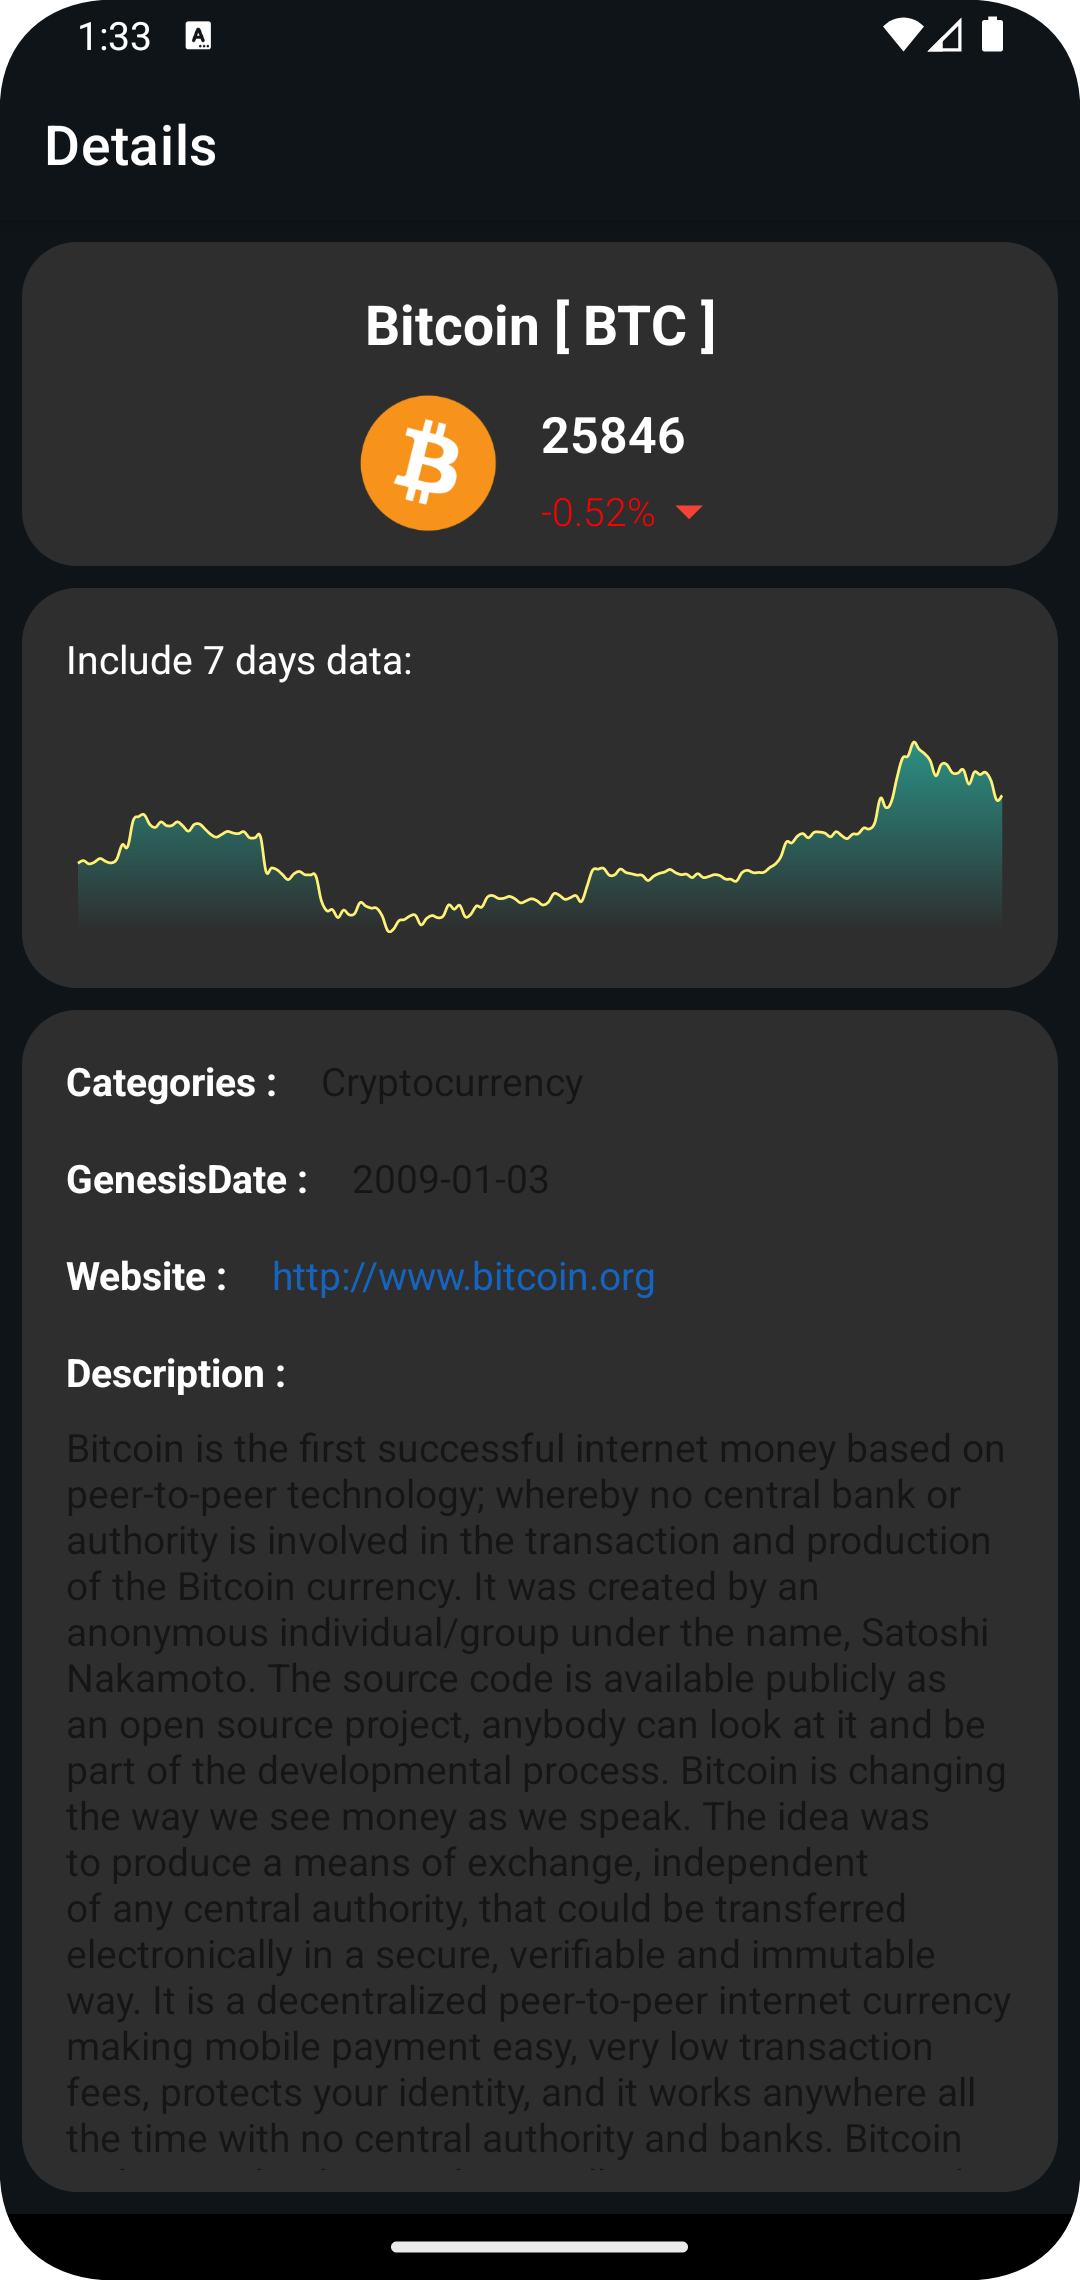 1:33
Details
Bitcoin [ BTC ]
25846
-0.52%
Include 7 days data:
Categories : Cryptocurrency
GenesisDate : 2009-01-03
Website : http://www.bitcoin.org
Description :
Bitcoin is the first successful internet money based on
peer-to-peer technology; whereby no central bank or
authority is involved in the transaction and production
of the Bitcoin currency. It was created by an
anonymous individual/group under the name, Satoshi
Nakamoto. The source code is available publicly as
an open source project, anybody can look at it and be
part of the developmental process. Bitcoin is changing
the way we see money as we speak. The idea was
to produce a means of exchange, independent
of any central authority, that could be transferred
electronically in a secure, verifiable and immutable
way. It is a decentralized peer-to-peer internet currency
making mobile payment easy, very low transaction
fees, protects your identity, and it works anywhere all
the time with no central authority and banks. Bitcoin